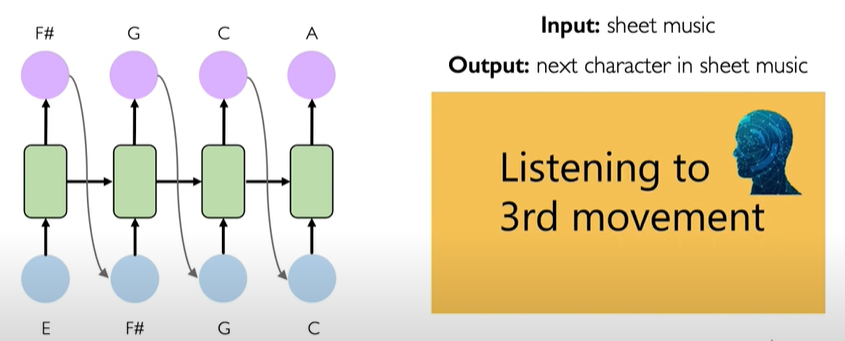 F# G C A
E F# G C
Input: sheet music
Output: next character in sheet music
Listening to
3rd movement